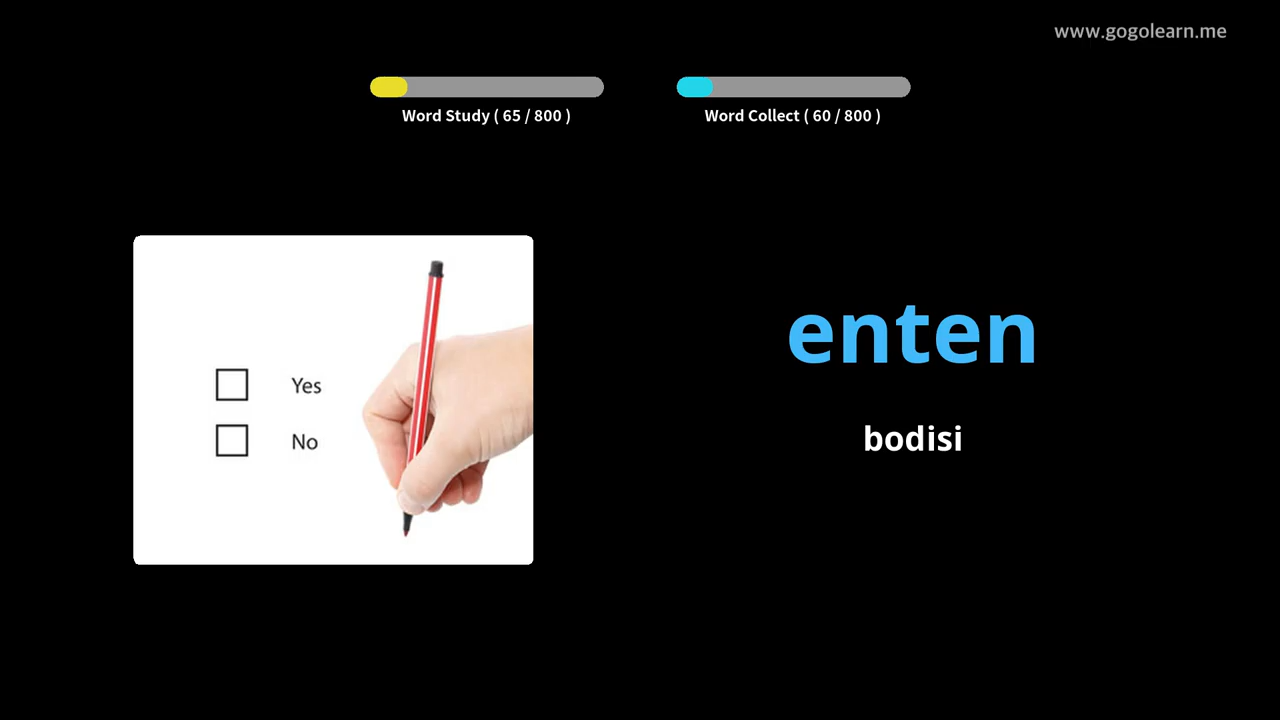 www.gogolearn.me
Word Study ( 65 / 800 )
Word Collect ( 60 / 800 )
Yes
No
enten
bodisi